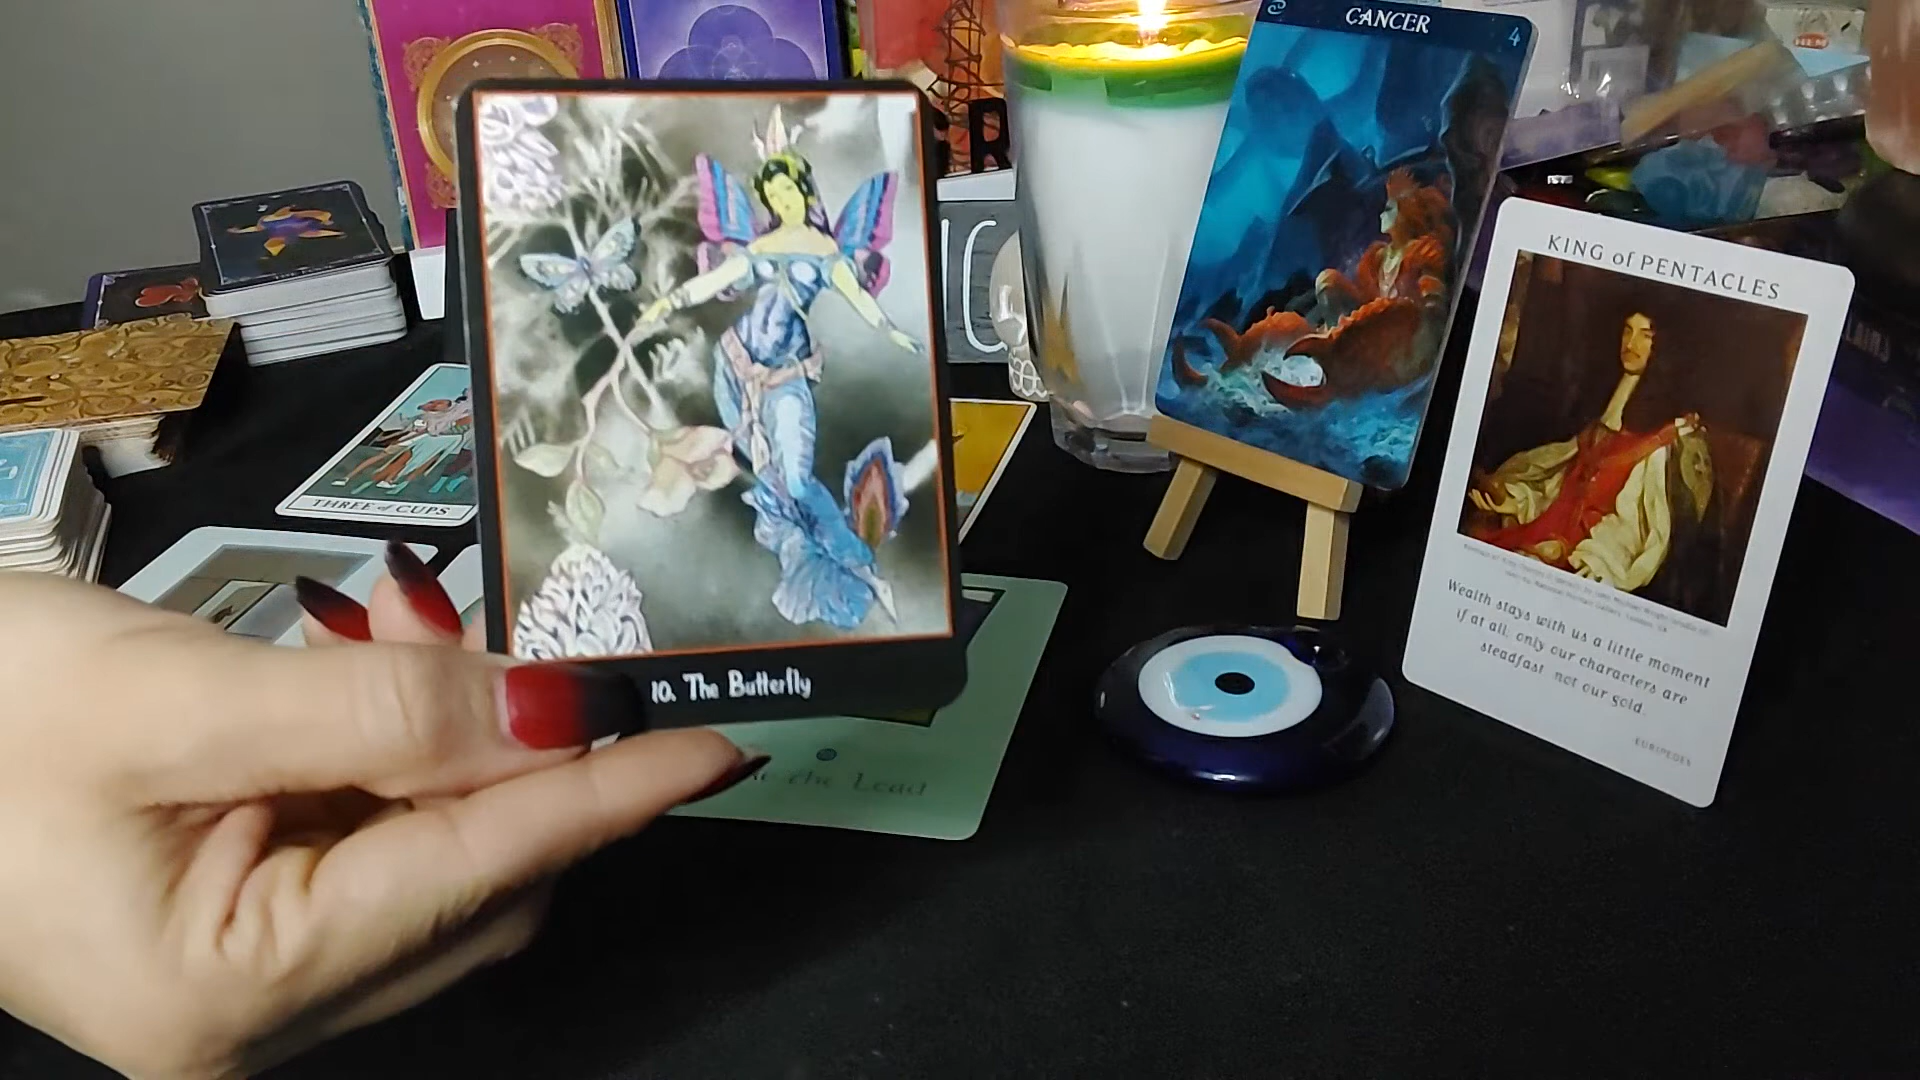 CANCER
4
HEM
KING of PENTACLES
Wealth stays with us a little moment
if at all: only our characters are
steadfast not our gold.
EURIPIDES
THREE of CUPS
10. The Butterfly
the Lead